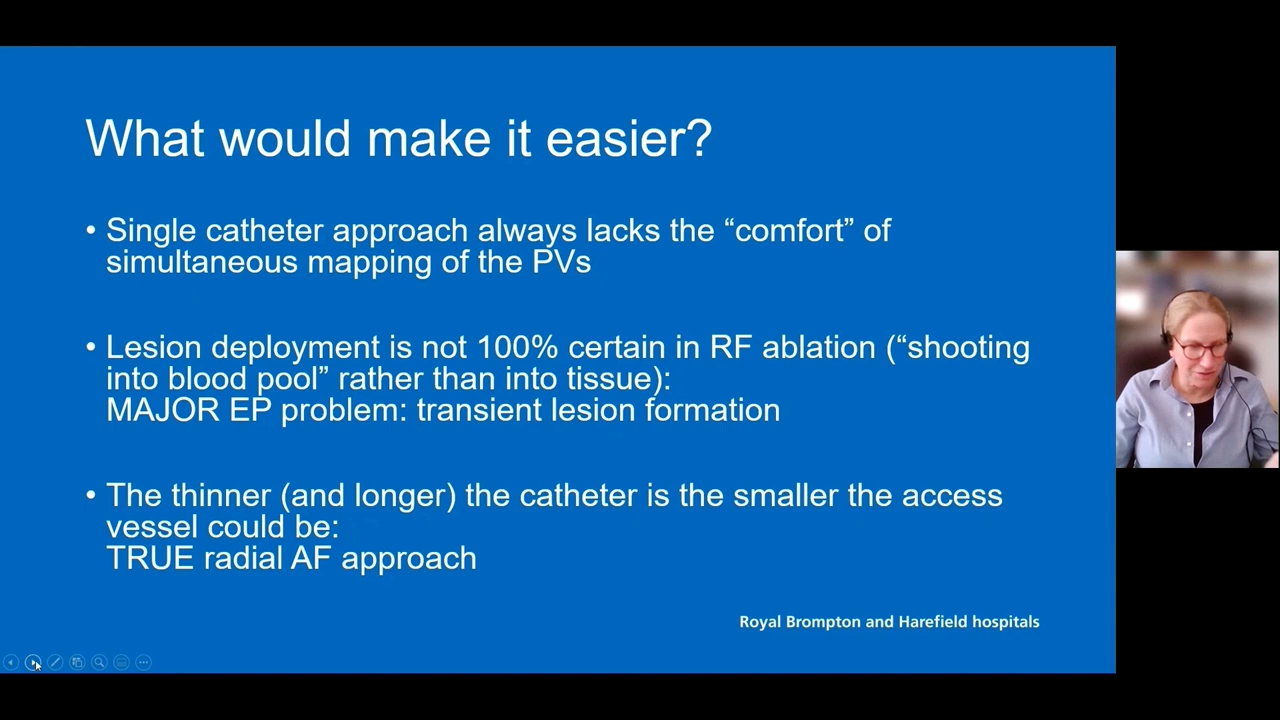 What would make it easier?
• Single catheter approach always lacks the “comfort” of
simultaneous mapping of the PVs
• Lesion deployment is not 100% certain in RF ablation (“shooting
into blood pool” rather than into tissue):
MAJOR EP problem: transient lesion formation
• The thinner (and longer) the catheter is the smaller the access
vessel could be:
TRUE radial AF approach
Royal Brompton and Harefield hospitals